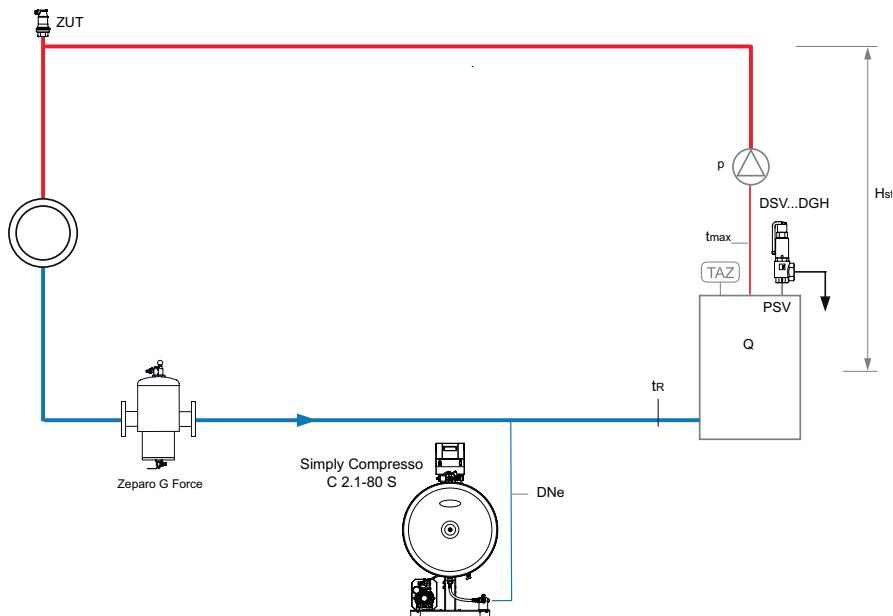 ZUT
p
Hst
DSV...DGH
tmax
TAZ
PSV
Q
tR
Simply Compresso
C 2.1-80 S
DNe
Zeparo G Force